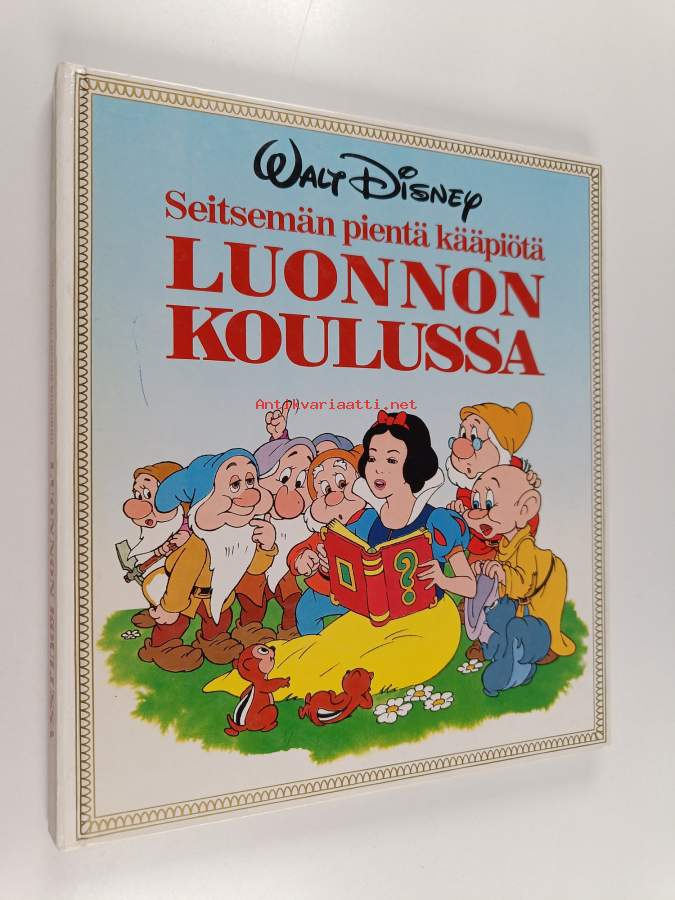 WALT DISNEY
Seitsemän pientä kääpiötä
LUONNON
KOULUSSA
Antikvariaatti.net
?